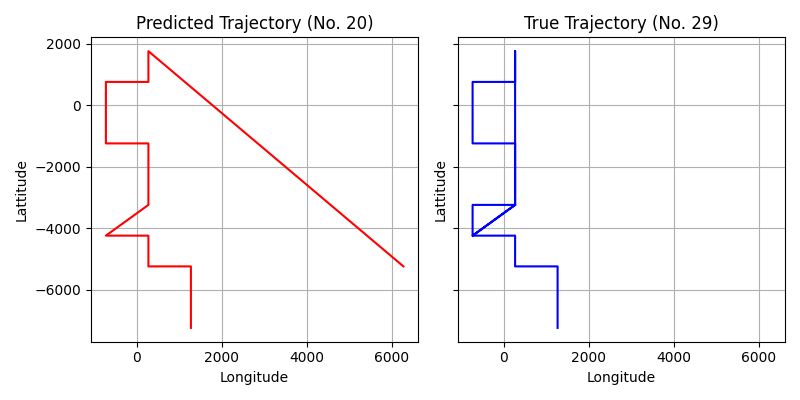 Predicted Trajectory (No. 20)
True Trajectory (No. 29)
2000
0
−2000
−4000
−6000
Lattitude
Lattitude
0 2000 4000 6000
0 2000 4000 6000
Longitude
Longitude